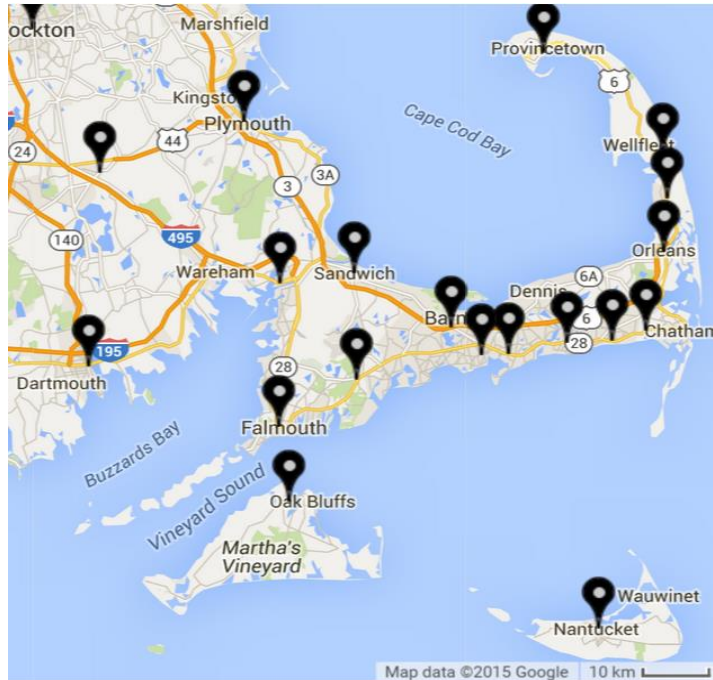 Marshfield
ockton
Provincetown
6
Kingsto
Plymouth
Cape Cod Bay
44
24
Wellfleet
3A
3
495
140
Orleans
Wareham
Sandwich
6A
Dennis
Barn
6
Chatham
28
195
28
Dartmouth
Falmouth
Buzzards Bay
Vineyard Sound
Oak Bluffs
Martha's
Vineyard
Wauwinet
Nantucket
Map data ©2015 Google
10 km